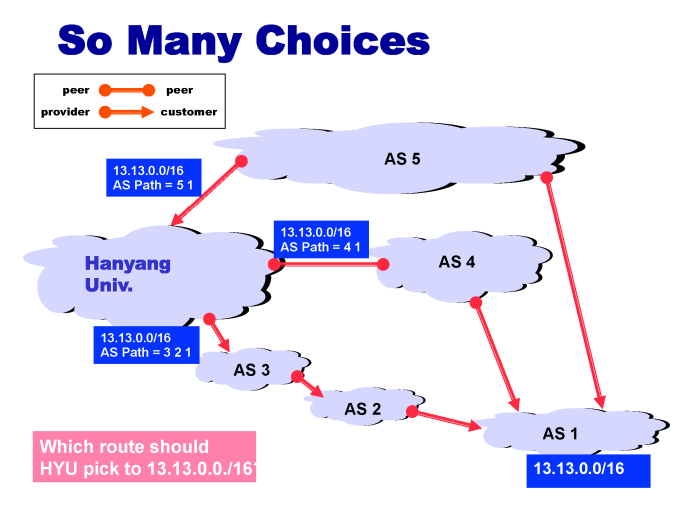 So Many Choices
peer peer
provider customer
AS 5
13.13.0.0/16
AS Path = 5 1
13.13.0.0/16
AS Path = 4 1
Hanyang
Univ.
AS 4
13.13.0.0/16
AS Path = 3 2 1
AS 3
AS 2
AS 1
Which route should
HYU pick to 13.13.0.0./16?
13.13.0.0/16